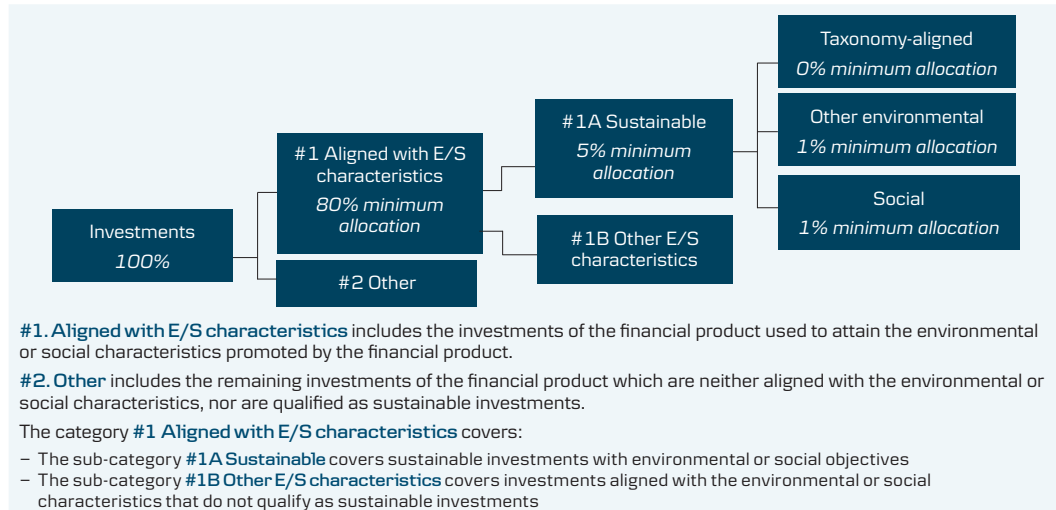 Taxonomy-aligned
0% minimum allocation
Other environmental
1% minimum allocation
Social
1% minimum allocation
#1A Sustainable
5% minimum
allocation
#1B Other E/S
characteristics
#1 Aligned with E/S
characteristics
80% minimum
allocation
#2 Other
Investments
100%
#1. Aligned with E/S characteristics includes the investments of the financial product used to attain the environmental
or social characteristics promoted by the financial product.
#2. Other includes the remaining investments of the financial product which are neither aligned with the environmental or
social characteristics, nor are qualified as sustainable investments.
The category #1 Aligned with E/S characteristics covers:
– The sub-category #1A Sustainable covers sustainable investments with environmental or social objectives
– The sub-category #1B Other E/S characteristics covers investments aligned with the environmental or social
characteristics that do not qualify as sustainable investments